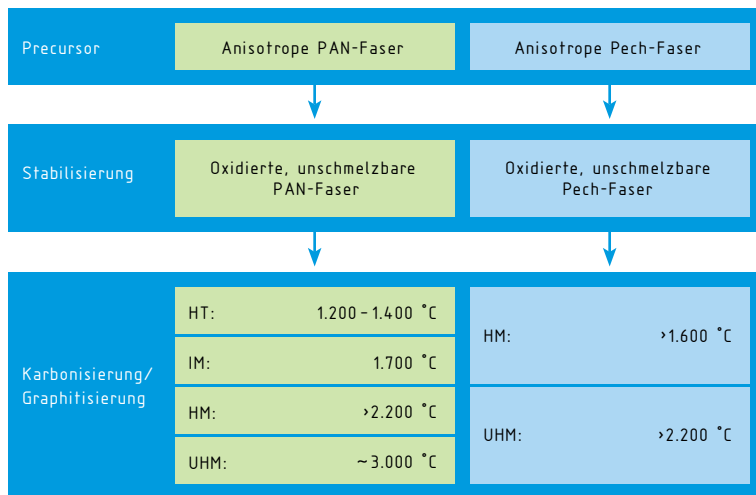 Precursor
Anisotrope PAN-Faser
Anisotrope Pech-Faser
Stabilisierung
Oxidierte, unschmelzbare
PAN-Faser
Oxidierte, unschmelzbare
Pech-Faser
Karbonisierung/
Graphitisierung
HT: 1.200 – 1.400 °C
IM: 1.700 °C
HM: ›2.200 °C
UHM: ~ 3.000 °C
HM: ›1.600 °C
UHM: ›2.200 °C